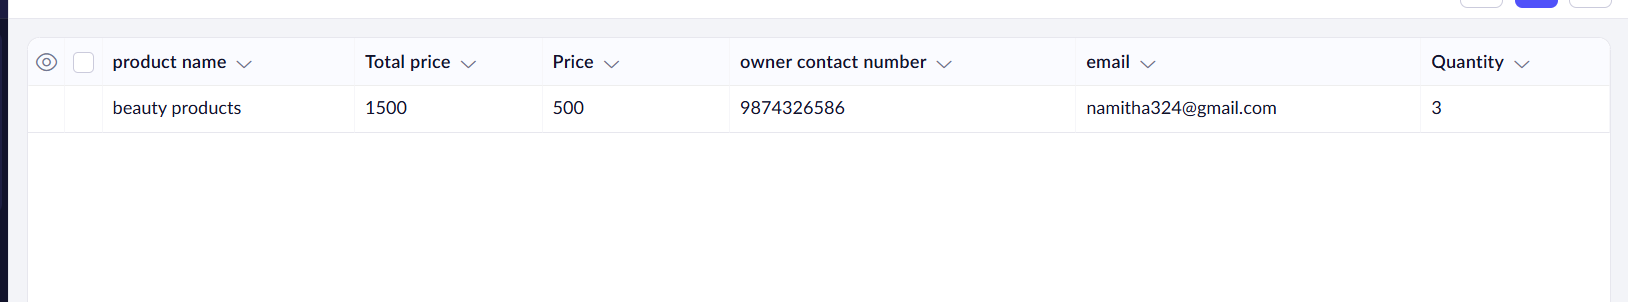 product name Total price Price owner contact number email Quantity
beauty products 1500 500 9874326586 namitha324@gmail.com 3